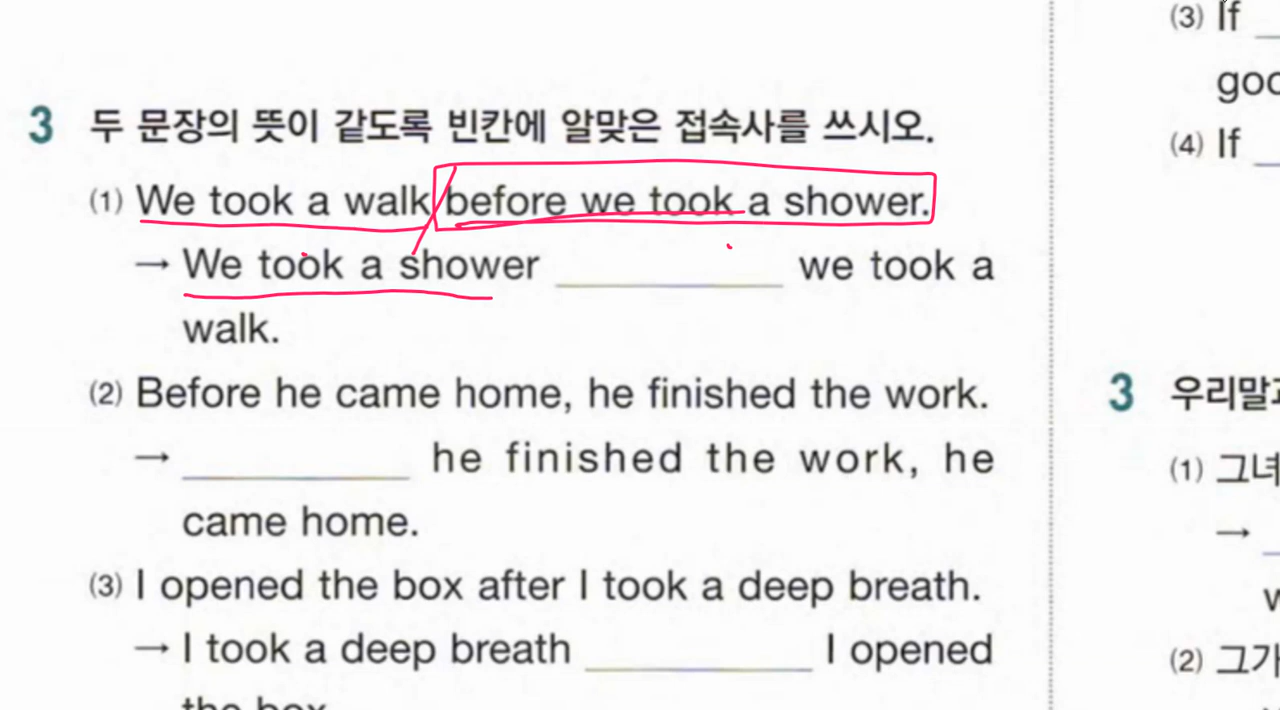 3 두 문장의 뜻이 같도록 빈칸에 알맞은 접속사를 쓰시오.
(1) We took a walk before we took a shower.
→ We took a shower ________ we took a
walk.
(2) Before he came home, he finished the work.
→ ________ he finished the work, he
came home.
(3) I opened the box after I took a deep breath.
→ I took a deep breath ________ I opened
the box
(3) If
(4) If
3 우리말
(1) 그녀
→
(2) 그가